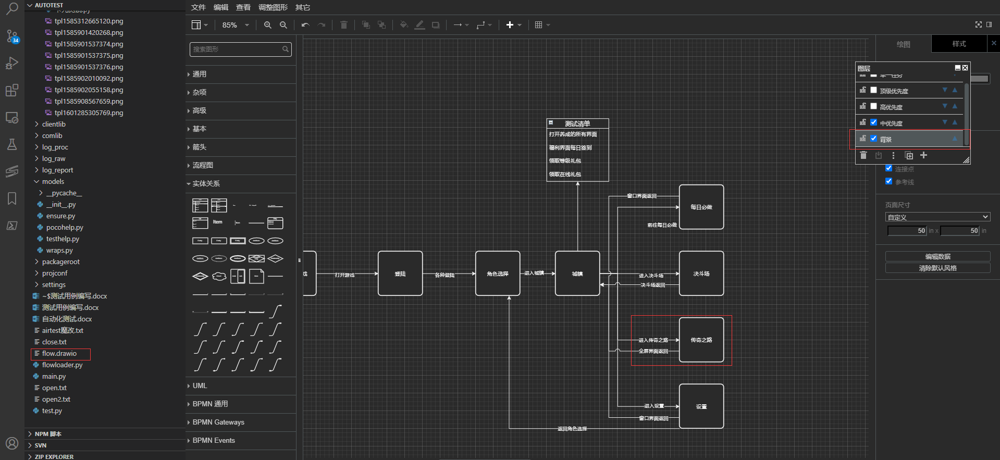 AUTOTEST
tpl1585312665120.png
tpl1585901420268.png
tpl1585901537374.png
tpl1585901537375.png
tpl1585901537376.png
tpl1585902010092.png
tpl1585902055158.png
tpl1585908567659.png
tpl1601285305769.png
clientlib
comlib
log_proc
log_raw
log_report
models
__pycache__
__init__.py
ensure.py
pocohelp.py
testhelp.py
wraps.py
packageroot
projconf
settings
~$测试用例编写.docx
测试用例编写.docx
自动化测试.docx
airtest魔改.txt
close.txt
flow.drawio
flowloader.py
main.py
open.txt
open2.txt
test.py
NPM 脚本
SVN
ZIP EXPLORER
34
文件 编辑 查看 调整图形 其它
85%
搜索图形
通用
杂项
高级
基本
箭头
流程图
实体关系
Item
UML
BPMN 通用
BPMN Gateways
BPMN Events
测试清单
打开养成的所有界面
福利界面每日签到
领取等级礼包
领取在线礼包
窗口界面返回
每日必做
前往每日必做
戏
打开游戏
登陆
各种登陆
角色选择
进入城镇
城镇
进入决斗场
决斗场返回
决斗场
进入传奇之路
全屏界面返回
传奇之路
进入设置
窗口界面返回
设置
返回角色选择
绘图
样式
图层
单一任务
顶级优先度
高优先度
中优先度
背景
连接点
参考线
页面尺寸
自定义
50 in x 50 in
编辑数据
清除默认风格